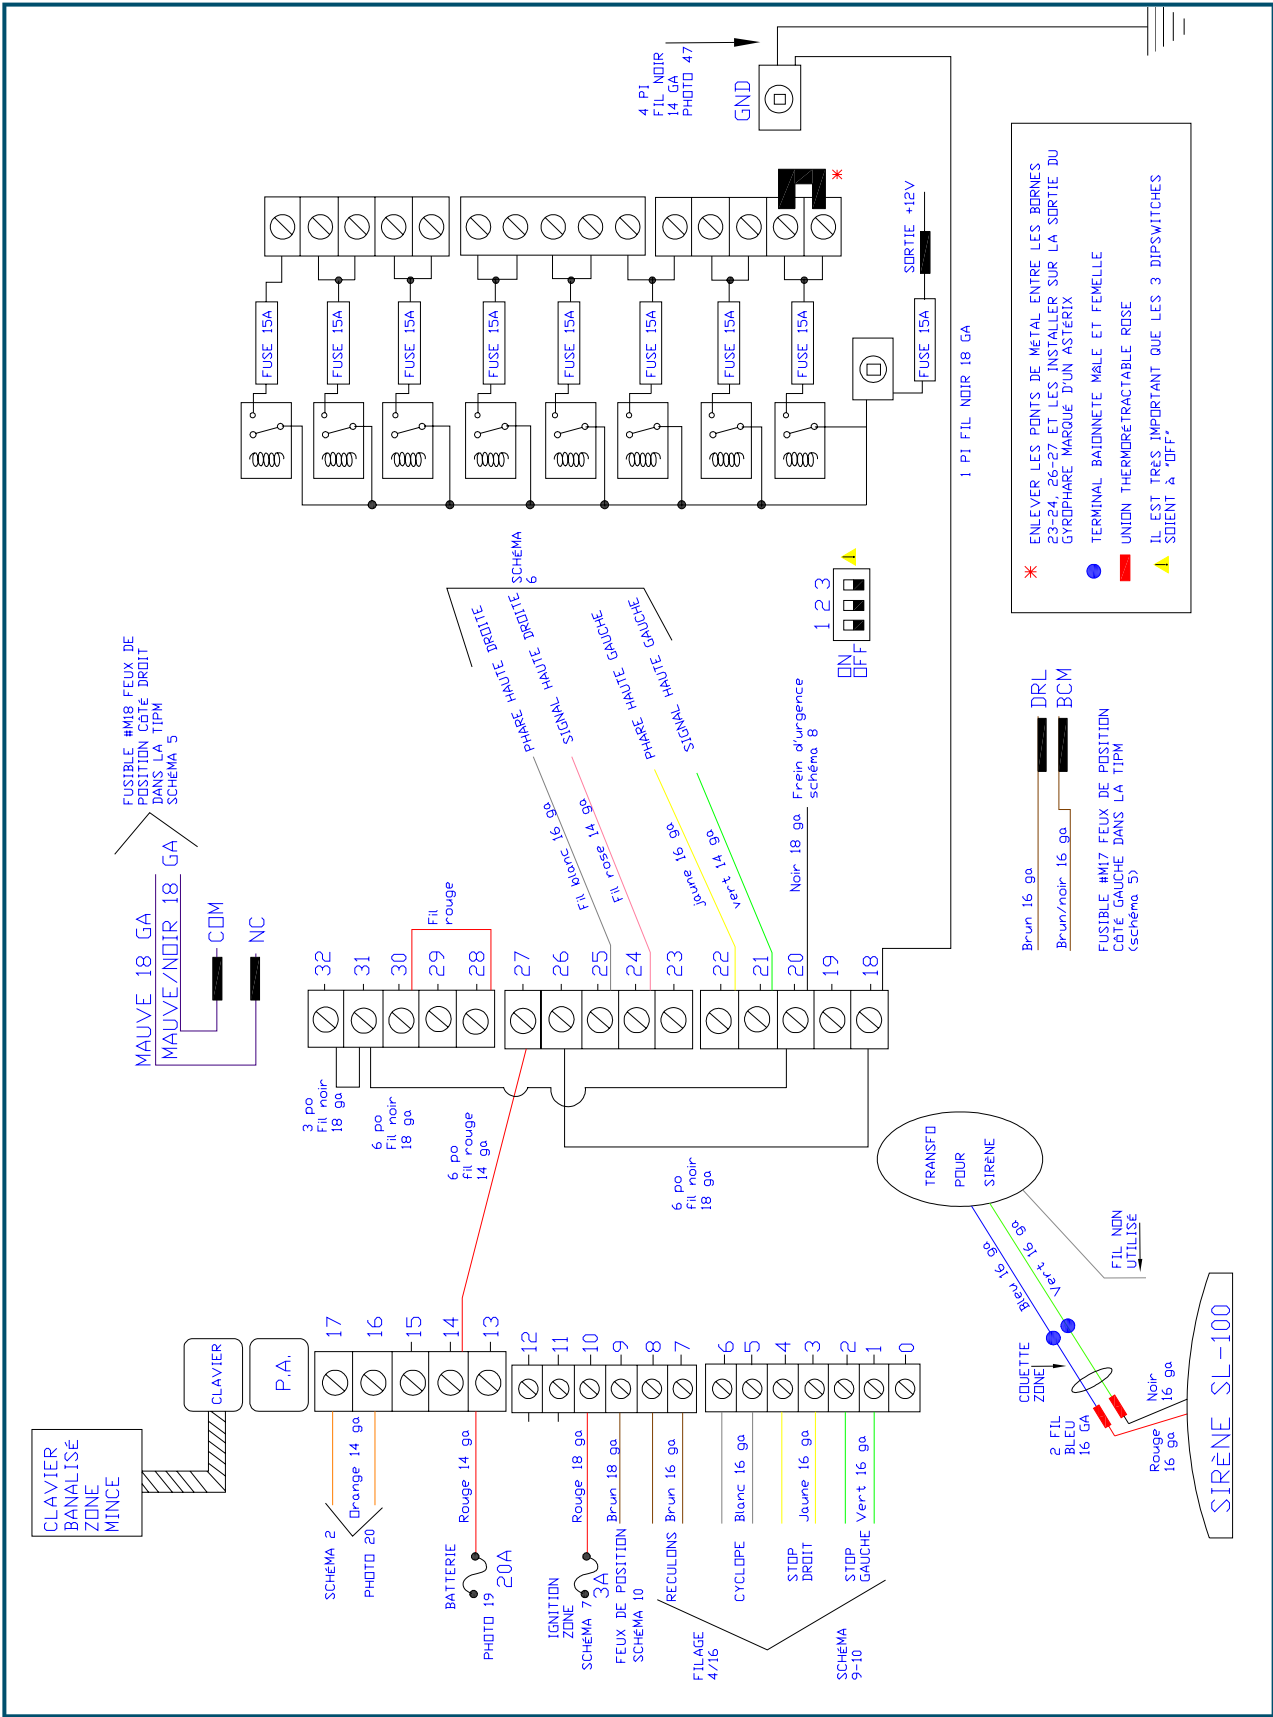 4 PI
FIL NOIR
14 GA
PHOTO 47
GND
SORTIE +12V
FUSE 15A
FUSE 15A
FUSE 15A
FUSE 15A
FUSE 15A
FUSE 15A
FUSE 15A
FUSE 15A
FUSE 15A
1 PI FIL NOIR 18 GA
* ENLEVER LES PONTS DE MÉTAL ENTRE LES BORNES
23-24, 26-27 ET LES INSTALLER SUR LA SORTIE DU
GYROPHARE MARQUÉ D'UN ASTÉRIX
TERMINAL BAIONNETE MâLE ET FEMELLE
UNION THERMORÉTRACTABLE ROSE
IL EST TRÈS IMPORTANT QUE LES 3 DIPSWITCHES
SOIENT à "OFF"
FUSIBLE #M18 FEUX DE
POSITION CÔTÉ DROIT
DANS LA TIPM
SCHÉMA 5
MAUVE 18 GA
MAUVE/NOIR 18 GA
COM
NC
SCHÉMA
6
PHARE HAUTE DROITE
SIGNAL HAUTE DROITE
PHARE HAUTE GAUCHE
SIGNAL HAUTE GAUCHE
Fil blanc 16 ga
Fil rose 14 ga
jaune 16 ga
vert 14 ga
Noir 18 ga
Frein d'urgence
schéma 8
1 2 3
ON
OFF
Fil
rouge
32
31
30
29
28
27
26
25
24
23
22
21
20
19
18
DRL
BCM
Brun 16 ga
Brun/noir 16 ga
FUSIBLE #M17 FEUX DE POSITION
CÔTÉ GAUCHE DANS LA TIPM
(schéma 5)
3 po
Fil noir
18 ga
6 po
Fil noir
18 ga
6 po
fil rouge
14 ga
6 po
fil noir
18 ga
TRANSFO
POUR
SIRÈNE
Bleu 16 ga
Vert 16 ga
FIL NON
UTILISÉ
COUETTE
ZONE
2 FIL
BLEU
16 GA
Noir
16 ga
Rouge
16 ga
SIRÈNE SL-100
CLAVIER
BANALISÉ
ZONE
MINCE
CLAVIER
P.A.
17
16
15
14
13
12
11
10
9
8
7
6
5
4
3
2
1
0
Orange 14 ga
SCHÉMA 2
PHOTO 20
Rouge 14 ga
BATTERIE
20A
PHOTO 19
Rouge 18 ga
IGNITION
ZONE
3A
SCHÉMA 7
Brun 18 ga
FEUX DE POSITION
SCHÉMA 10
Brun 16 ga
RECULONS
Blanc 16 ga
CYCLOPE
Jaune 16 ga
STOP
DROIT
Vert 16 ga
STOP
GAUCHE
FILAGE
4/16
SCHÉMA
9-10